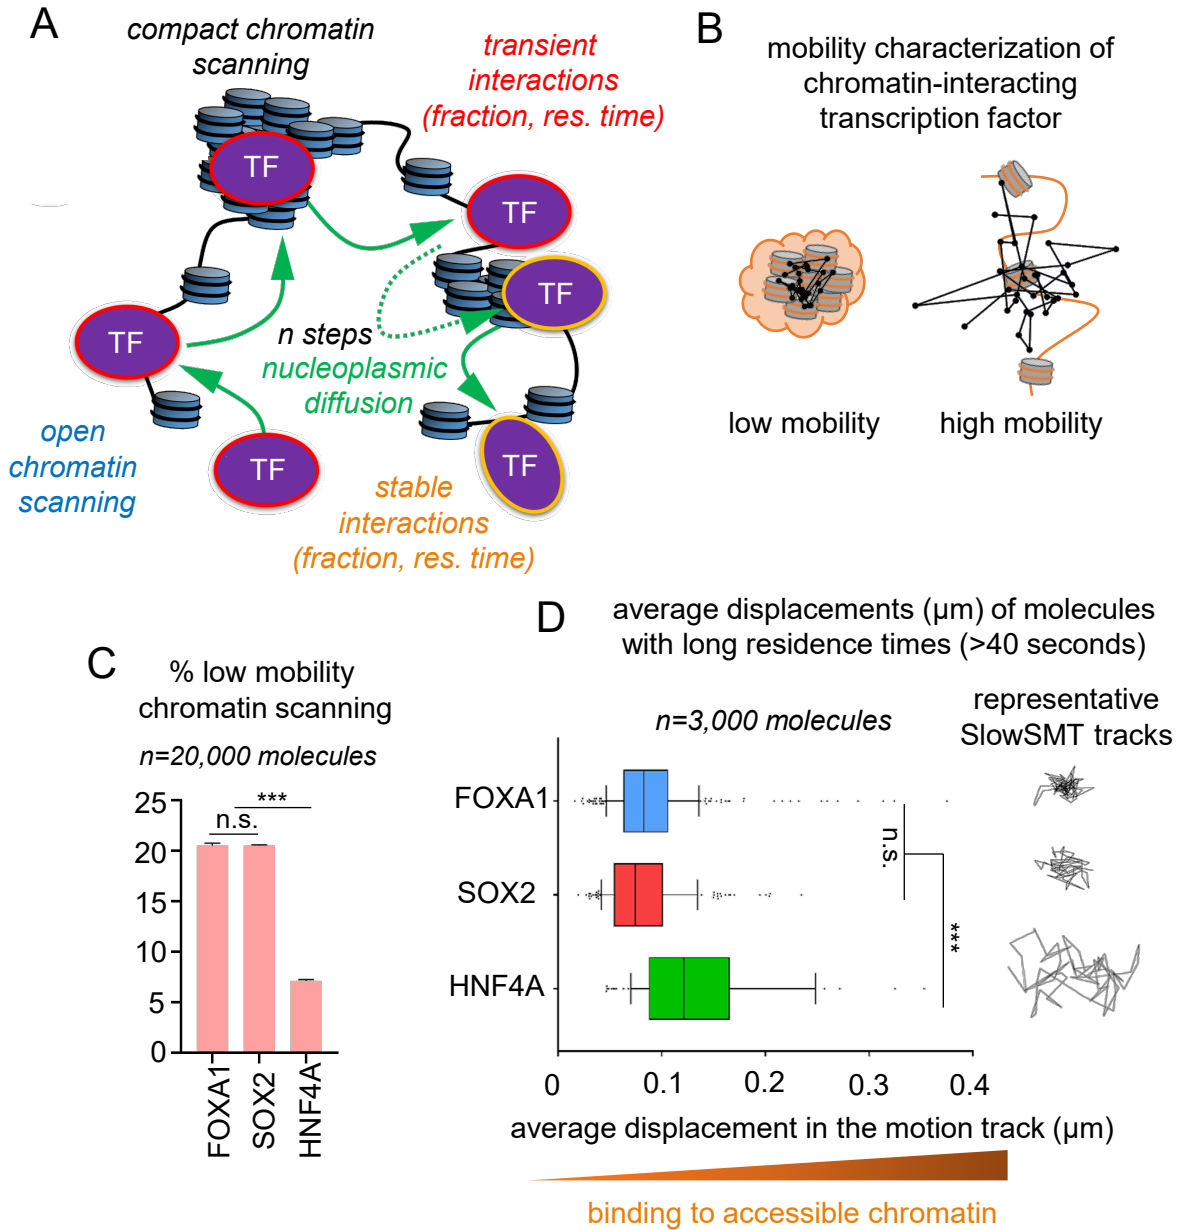 A
compact chromatin
scanning
transient
interactions
(fraction, res. time)
TF
TF
TF
TF
n steps
nucleoplasmic
diffusion
open
chromatin
scanning
TF
TF
stable
interactions
(fraction, res. time)
B
mobility characterization of
chromatin-interacting
transcription factor
low mobility
high mobility
C
% low mobility
chromatin scanning
n=20,000 molecules
***
n.s.
25
20
15
10
5
0
FOXA1
SOX2
HNF4A
D
average displacements (µm) of molecules
with long residence times (>40 seconds)
n=3,000 molecules
representative
SlowSMT tracks
FOXA1
SOX2
HNF4A
n.s.
***
0
0.1
0.2
0.3
0.4
average displacement in the motion track (µm)
binding to accessible chromatin